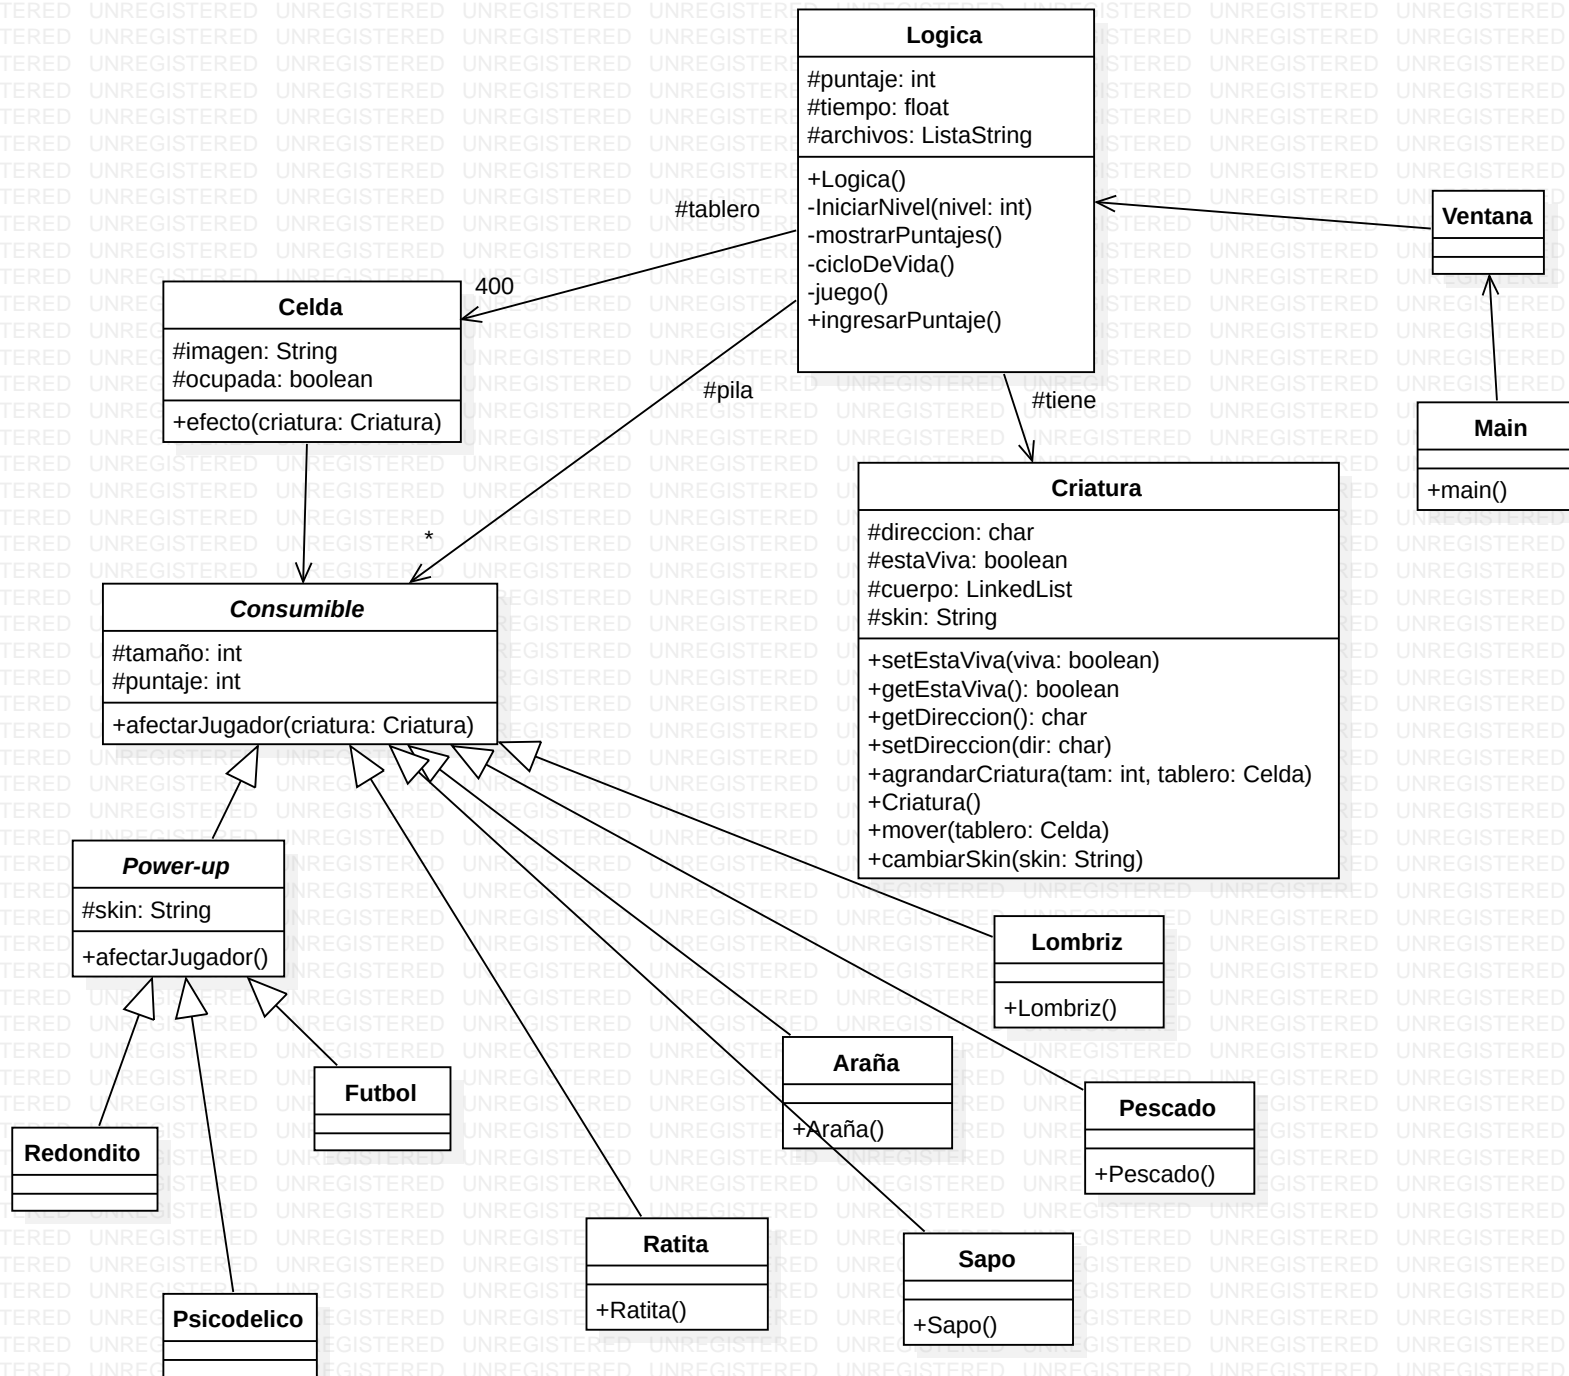 Logica
#puntaje: int
#tiempo: float
#archivos: ListaString
+Logica()
-IniciarNivel(nivel: int)
-mostrarPuntajes()
-cicloDeVida()
-juego()
+ingresarPuntaje()
#tablero
400
#pila
*
#tiene
Ventana
Main
+main()
Celda
#imagen: String
#ocupada: boolean
+efecto(criatura: Criatura)
Criatura
#direccion: char
#estaViva: boolean
#cuerpo: LinkedList
#skin: String
+setEstaViva(viva: boolean)
+getEstaViva(): boolean
+getDireccion(): char
+setDireccion(dir: char)
+agrandarCriatura(tam: int, tablero: Celda)
+Criatura()
+mover(tablero: Celda)
+cambiarSkin(skin: String)
Consumible
#tamaño: int
#puntaje: int
+afectarJugador(criatura: Criatura)
Power-up
#skin: String
+afectarJugador()
Lombriz
+Lombriz()
Araña
+Araña()
Pescado
+Pescado()
Futbol
Redondito
Ratita
+Ratita()
Sapo
+Sapo()
Psicodelico
UNREGISTERED